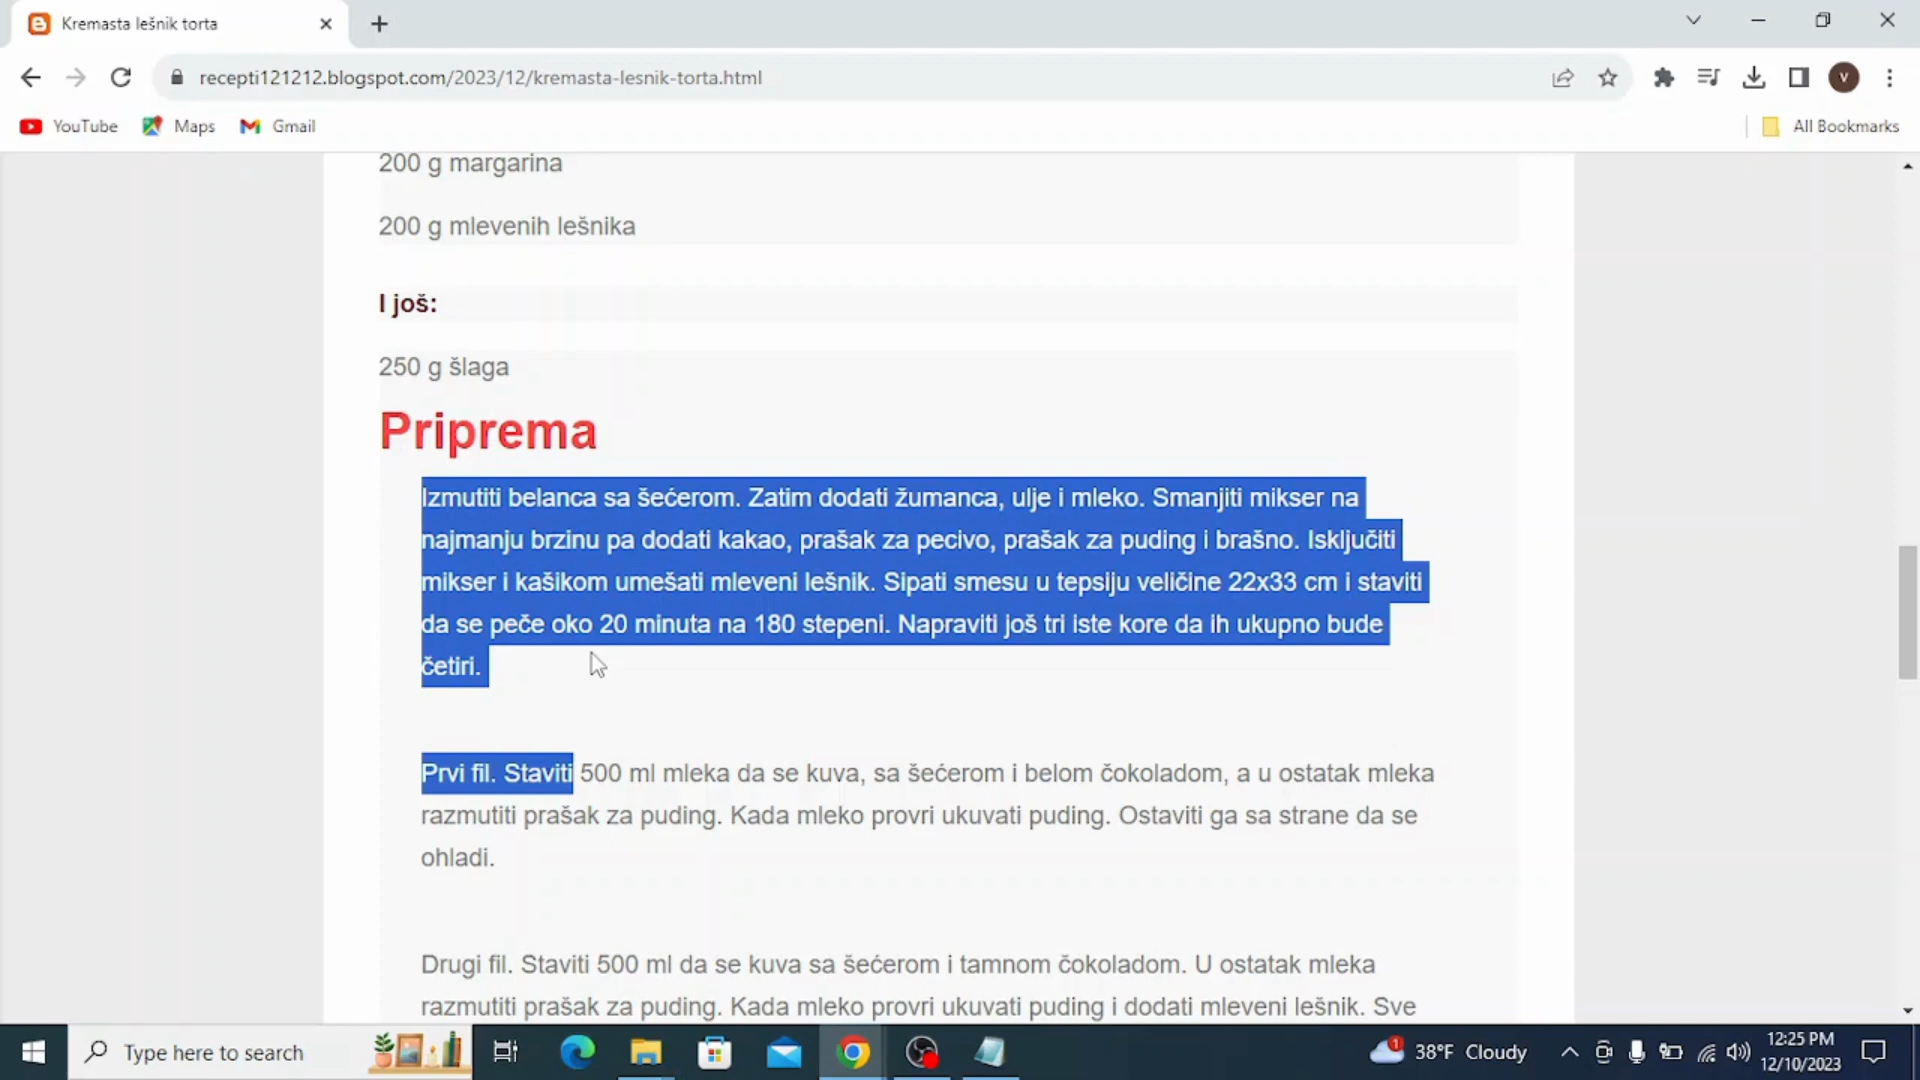 Kremasta lešnik torta
recepti121212.blogspot.com/2023/12/kremasta-lesnik-torta.html
V
YouTube
Maps
Gmail
All Bookmarks
200 g margarina
200 g mlevenih lešnika
I još:
250 g šlaga
Priprema
Izmutiti belanca sa šećerom. Zatim dodati žumanca, ulje i mleko. Smanjiti mikser na
najmanju brzinu pa dodati kakao, prašak za pecivo, prašak za puding i brašno. Isključiti
mikser i kašikom umešati mleveni lešnik. Sipati smesu u tepsiju veličine 22x33 cm i staviti
da se peče oko 20 minuta na 180 stepeni. Napraviti još tri iste kore da ih ukupno bude
četiri.
Prvi fil. Staviti 500 ml mleka da se kuva, sa šećerom i belom čokoladom, a u ostatak mleka
razmutiti prašak za puding. Kada mleko provri ukuvati puding. Ostaviti ga sa strane da se
ohladi.
Drugi fil. Staviti 500 ml da se kuva sa šećerom i tamnom čokoladom. U ostatak mleka
razmutiti prašak za puding. Kada mleko provri ukuvati puding i dodati mleveni lešnik. Sve
Type here to search
1
38°F Cloudy
12:25 PM
12/10/2023